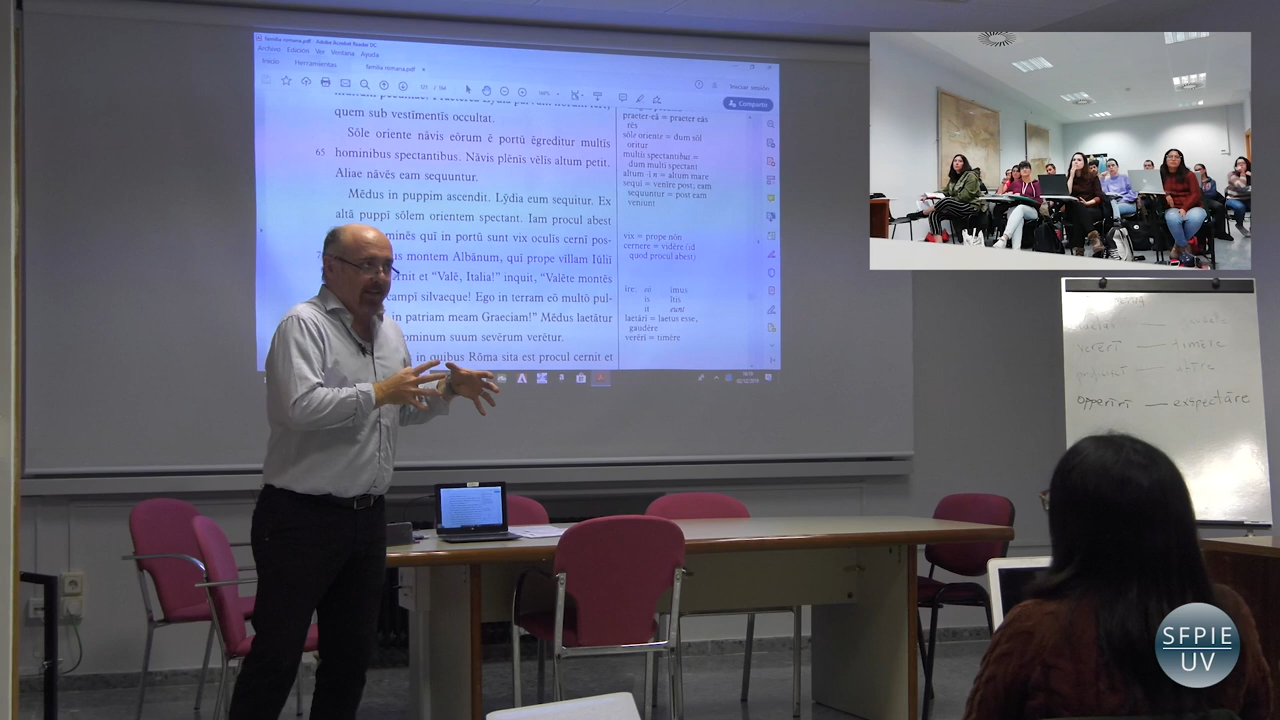 familia romana.pdf - Adobe Acrobat Reader DC
Archivo Edición Ver Ventana Ayuda
Inicio Herramientas familia romana.pdf ×
Iniciar sesión
Compartir
quem sub vestīmentīs occultat.
Sōle oriente nāvis eōrum ē portū ēgreditur multīs
65 hominibus spectantibus. Nāvis plēnīs vēlīs altum petit.
Aliae nāvēs eam sequuntur.
Mēdus in puppim ascendit. Lȳdia eum sequitur. Ex
altā puppī sōlem orientem spectant. Iam procul abest
minēs quī in portū sunt vix oculīs cernī pos-
us montem Albānum, quī prope vīllam Iūliī
rnit et “Valē, Italia!” inquit, “Valēte montēs
campī silvaeque! Ego in terram eō multō pul-
in patriam meam Graeciam!” Mēdus laetātur
ominum suum sevērum verētur.
in quibus Rōma sita est procul cernit et
praeter-eā = praeter eās
rēs
sōle oriente = dum sōl
oritur
multīs spectantibus =
dum multī spectant
altum -ī n = altum mare
sequī = venīre post; eam
sequuntur = post eam
veniunt
vix = prope nōn
cernere = vidēre (id
quod procul abest)
īre: eō īmus
īs ītis
it eunt
laetārī = laetus esse,
gaudēre
verērī = timēre
verērī — timēre
opperīrī — exspectāre
SFPIE
UV